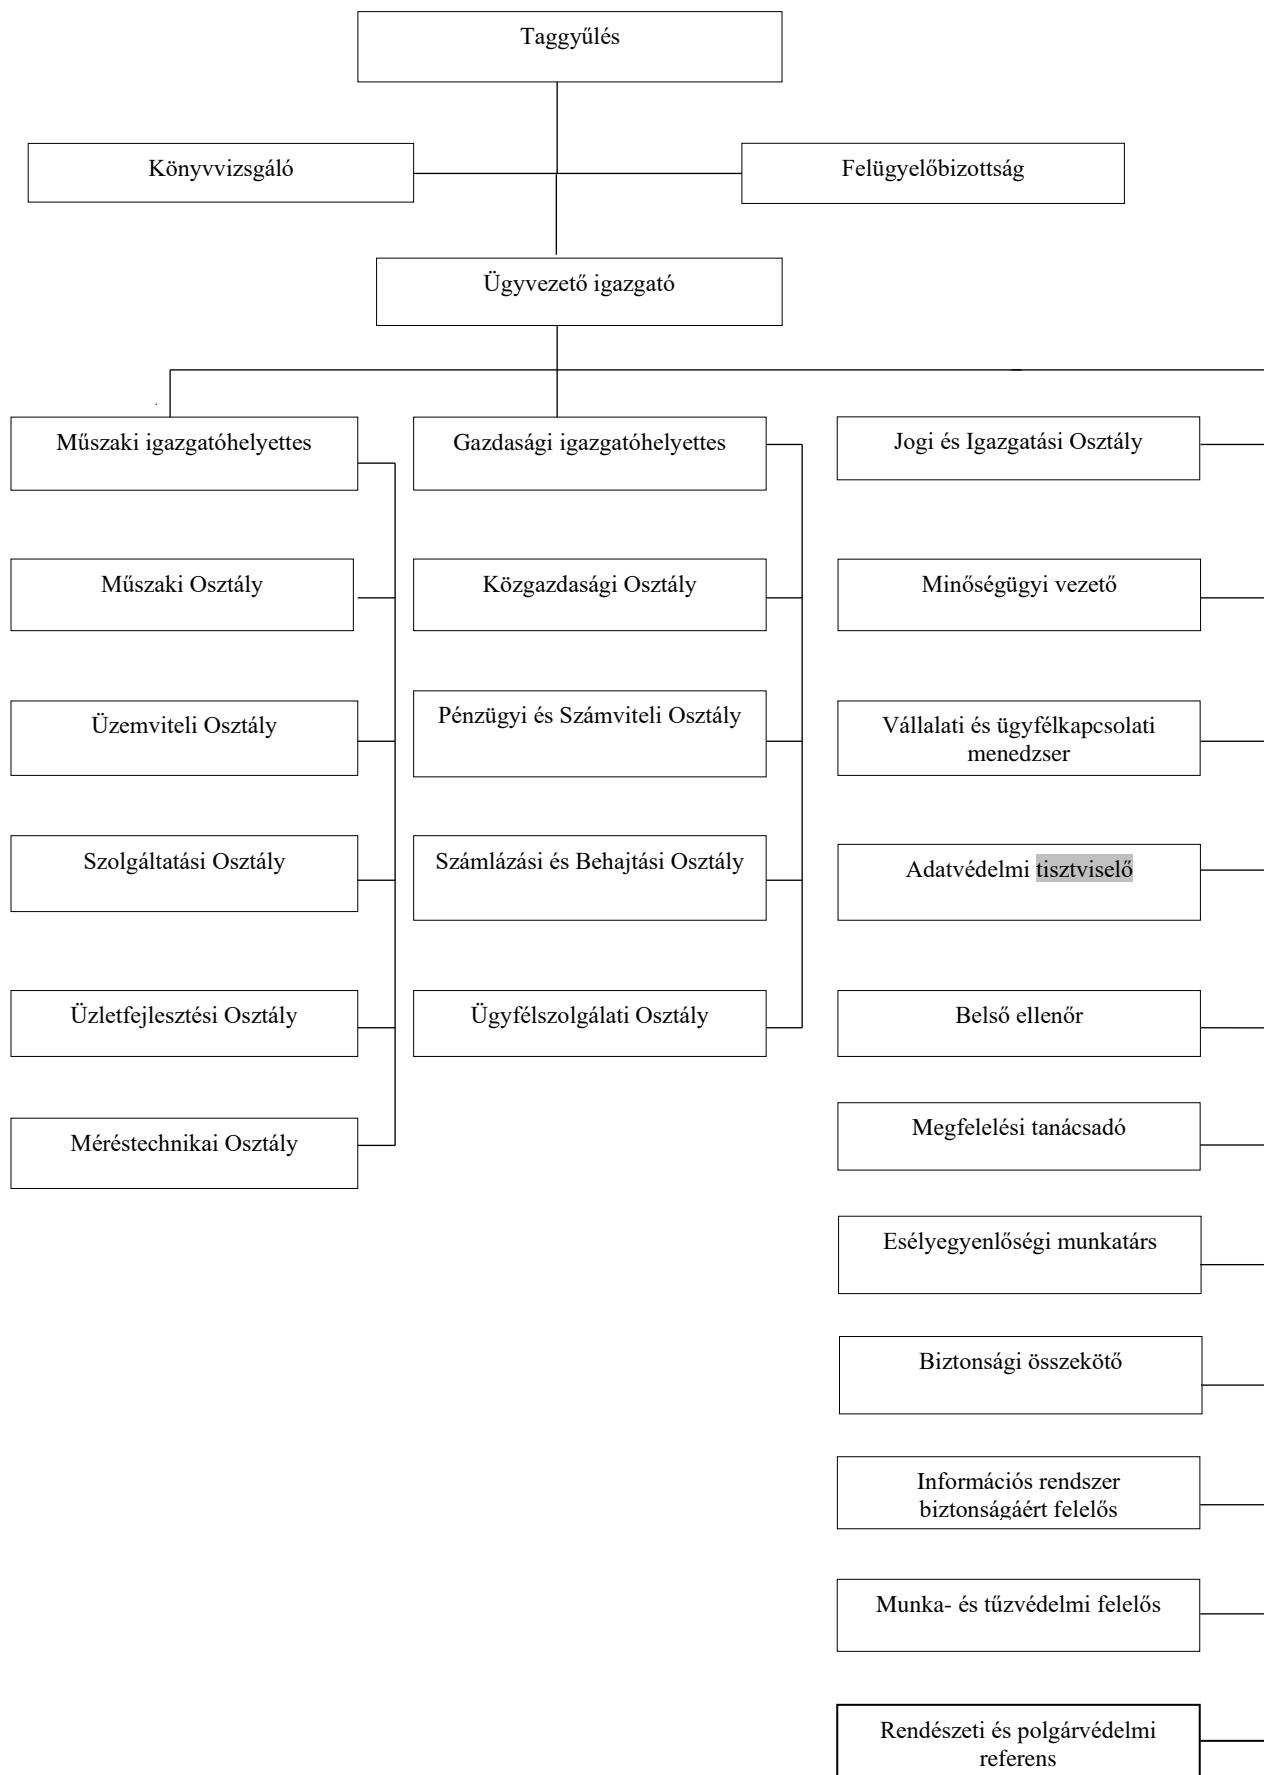 Taggyűlés
Könyvvizsgáló
Felügyelőbizottság
Ügyvezető igazgató
Műszaki igazgatóhelyettes
Gazdasági igazgatóhelyettes
Jogi és Igazgatási Osztály
Műszaki Osztály
Közgazdasági Osztály
Minőségügyi vezető
Üzemviteli Osztály
Pénzügyi és Számviteli Osztály
Vállalati és ügyfélkapcsolati
menedzser
Szolgáltatási Osztály
Számlázási és Behajtási Osztály
Adatvédelmi tisztviselő
Üzletfejlesztési Osztály
Ügyfélszolgálati Osztály
Belső ellenőr
Méréstechnikai Osztály
Megfelelési tanácsadó
Esélyegyenlőségi munkatárs
Biztonsági összekötő
Információs rendszer
biztonságáért felelős
Munka- és tűzvédelmi felelős
Rendészeti és polgárvédelmi
referens